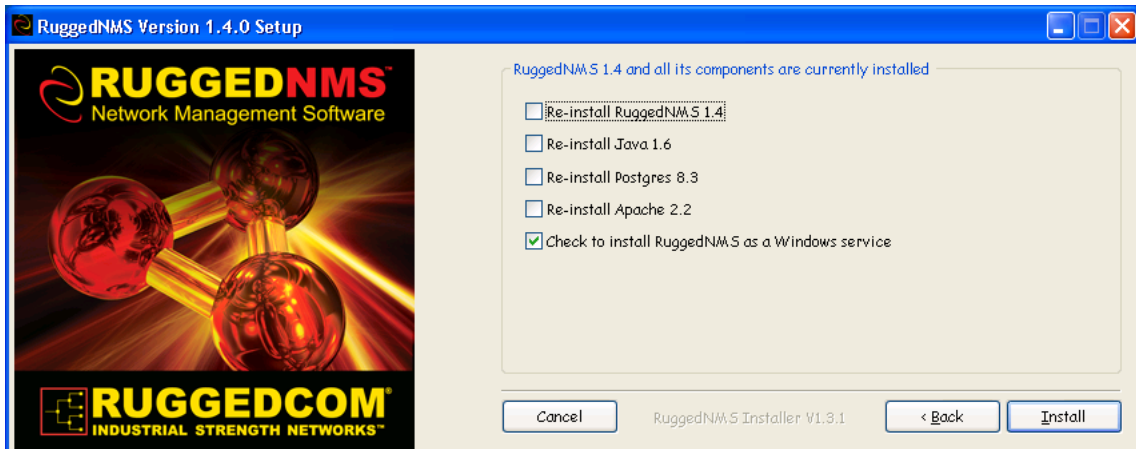 RuggedNMS Version 1.4.0 Setup
RUGGEDNMS™
Network Management Software
RUGGEDCOM®
INDUSTRIAL STRENGTH NETWORKS™
RuggedNMS 1.4 and all its components are currently installed
Re-install RuggedNMS 1.4
Re-install Java 1.6
Re-install Postgres 8.3
Re-install Apache 2.2
Check to install RuggedNMS as a Windows service
Cancel
RuggedNMS Installer V1.3.1
< Back
Install